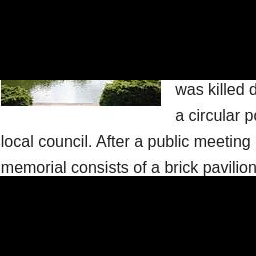 was killed
a circular
local council. After a public meeting
memorial consists of a brick pavilion